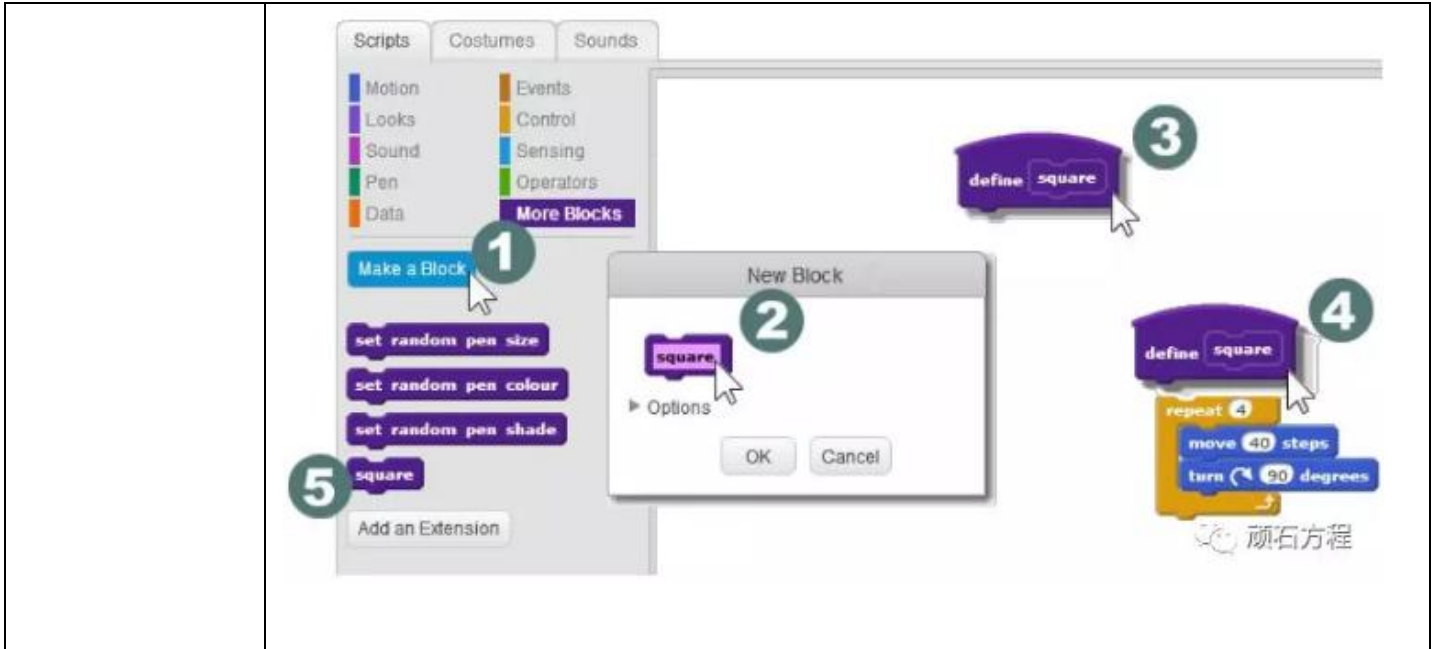 Scripts Costumes Sounds
Motion Events
Looks Control
Sound Sensing
Pen Operators
Data More Blocks
1
Make a Block
set random pen size
set random pen colour
set random pen shade
5
square
Add an Extension
New Block
2
square
Options
OK Cancel
3
define square
4
define square
repeat 4
move 40 steps
turn 90 degrees
顽石方程